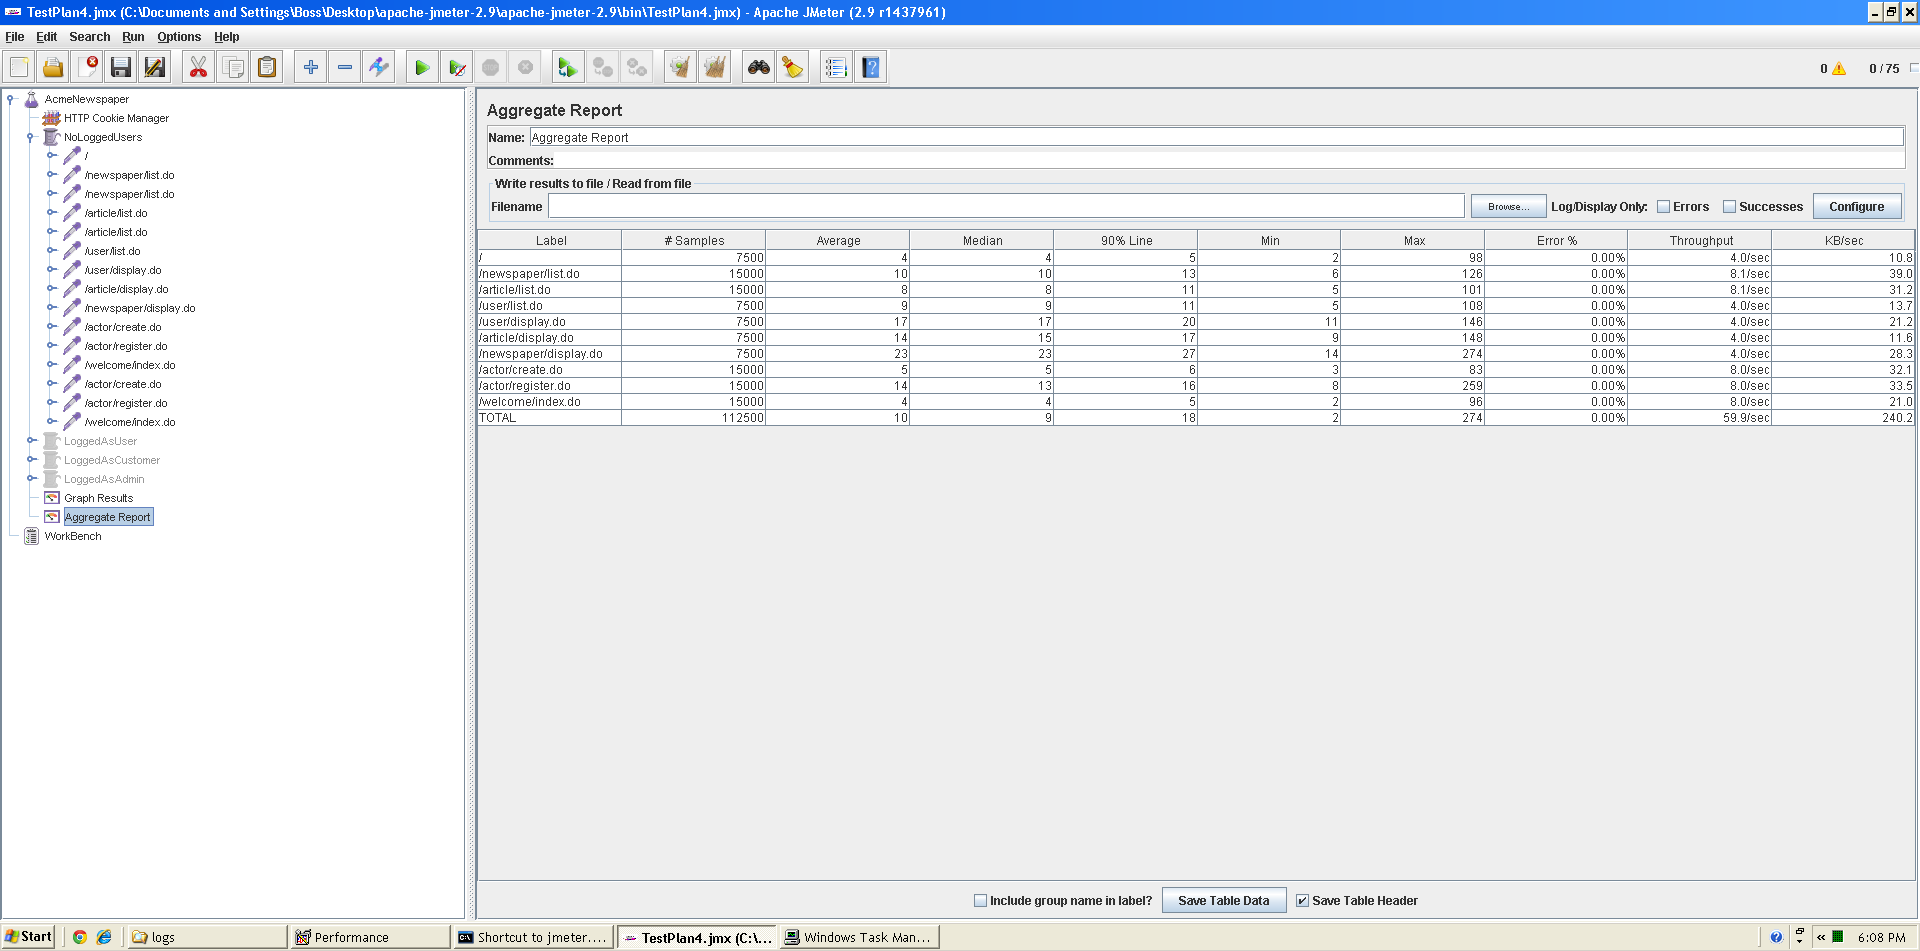 TestPlan4.jmx (C:\Documents and Settings\Boss\Desktop\apache-jmeter-2.9\apache-jmeter-2.9\bin\TestPlan4.jmx) - Apache JMeter (2.9 r1437961)
File Edit Search Run Options Help
0 0 / 75
AcmeNewspaper
HTTP Cookie Manager
NoLoggedUsers
/
/newspaper/list.do
/newspaper/list.do
/article/list.do
/article/list.do
/user/list.do
/user/display.do
/article/display.do
/newspaper/display.do
/actor/create.do
/actor/register.do
/welcome/index.do
/actor/create.do
/actor/register.do
/welcome/index.do
LoggedAsUser
LoggedAsCustomer
LoggedAsAdmin
Graph Results
Aggregate Report
WorkBench
Aggregate Report
Name: Aggregate Report
Comments:
Write results to file / Read from file
Filename Browse... Log/Display Only: Errors Successes Configure
Label # Samples Average Median 90% Line Min Max Error % Throughput KB/sec
/ 7500 4 4 5 2 98 0.00% 4.0/sec 10.8
/newspaper/list.do 15000 10 10 13 6 126 0.00% 8.1/sec 39.0
/article/list.do 15000 8 8 11 5 101 0.00% 8.1/sec 31.2
/user/list.do 7500 9 9 11 5 108 0.00% 4.0/sec 13.7
/user/display.do 7500 17 17 20 11 146 0.00% 4.0/sec 21.2
/article/display.do 7500 14 15 17 9 148 0.00% 4.0/sec 11.6
/newspaper/display.do 7500 23 23 27 14 274 0.00% 4.0/sec 28.3
/actor/create.do 15000 5 5 6 3 83 0.00% 8.0/sec 32.1
/actor/register.do 15000 14 13 16 8 259 0.00% 8.0/sec 33.5
/welcome/index.do 15000 4 4 5 2 96 0.00% 8.0/sec 21.0
TOTAL 112500 10 9 18 2 274 0.00% 59.9/sec 240.2
Include group name in label? Save Table Data Save Table Header
Start logs Performance Shortcut to jmeter.... TestPlan4.jmx (C:\... Windows Task Man... « 6:08 PM